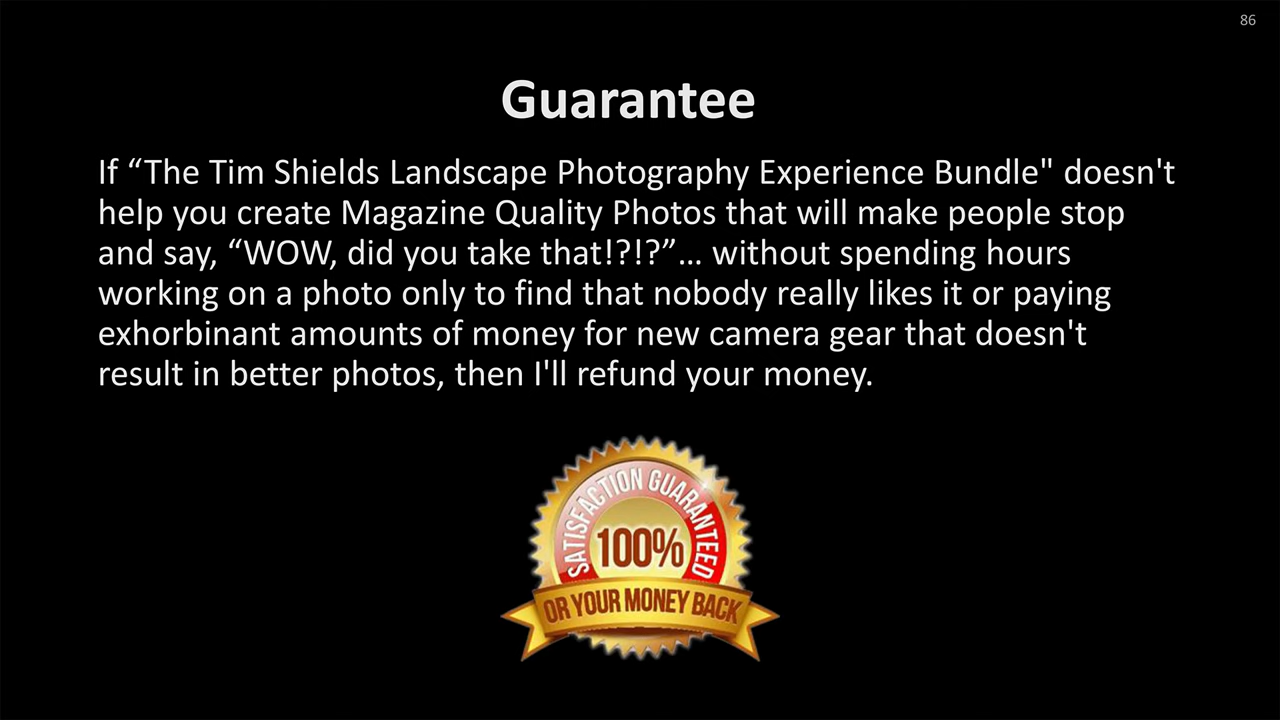 86
Guarantee
If “The Tim Shields Landscape Photography Experience Bundle" doesn't
help you create Magazine Quality Photos that will make people stop
and say, “WOW, did you take that!?!?”… without spending hours
working on a photo only to find that nobody really likes it or paying
exhorbinant amounts of money for new camera gear that doesn't
result in better photos, then I'll refund your money.
SATISFACTION GUARANTEED
100%
OR YOUR MONEY BACK